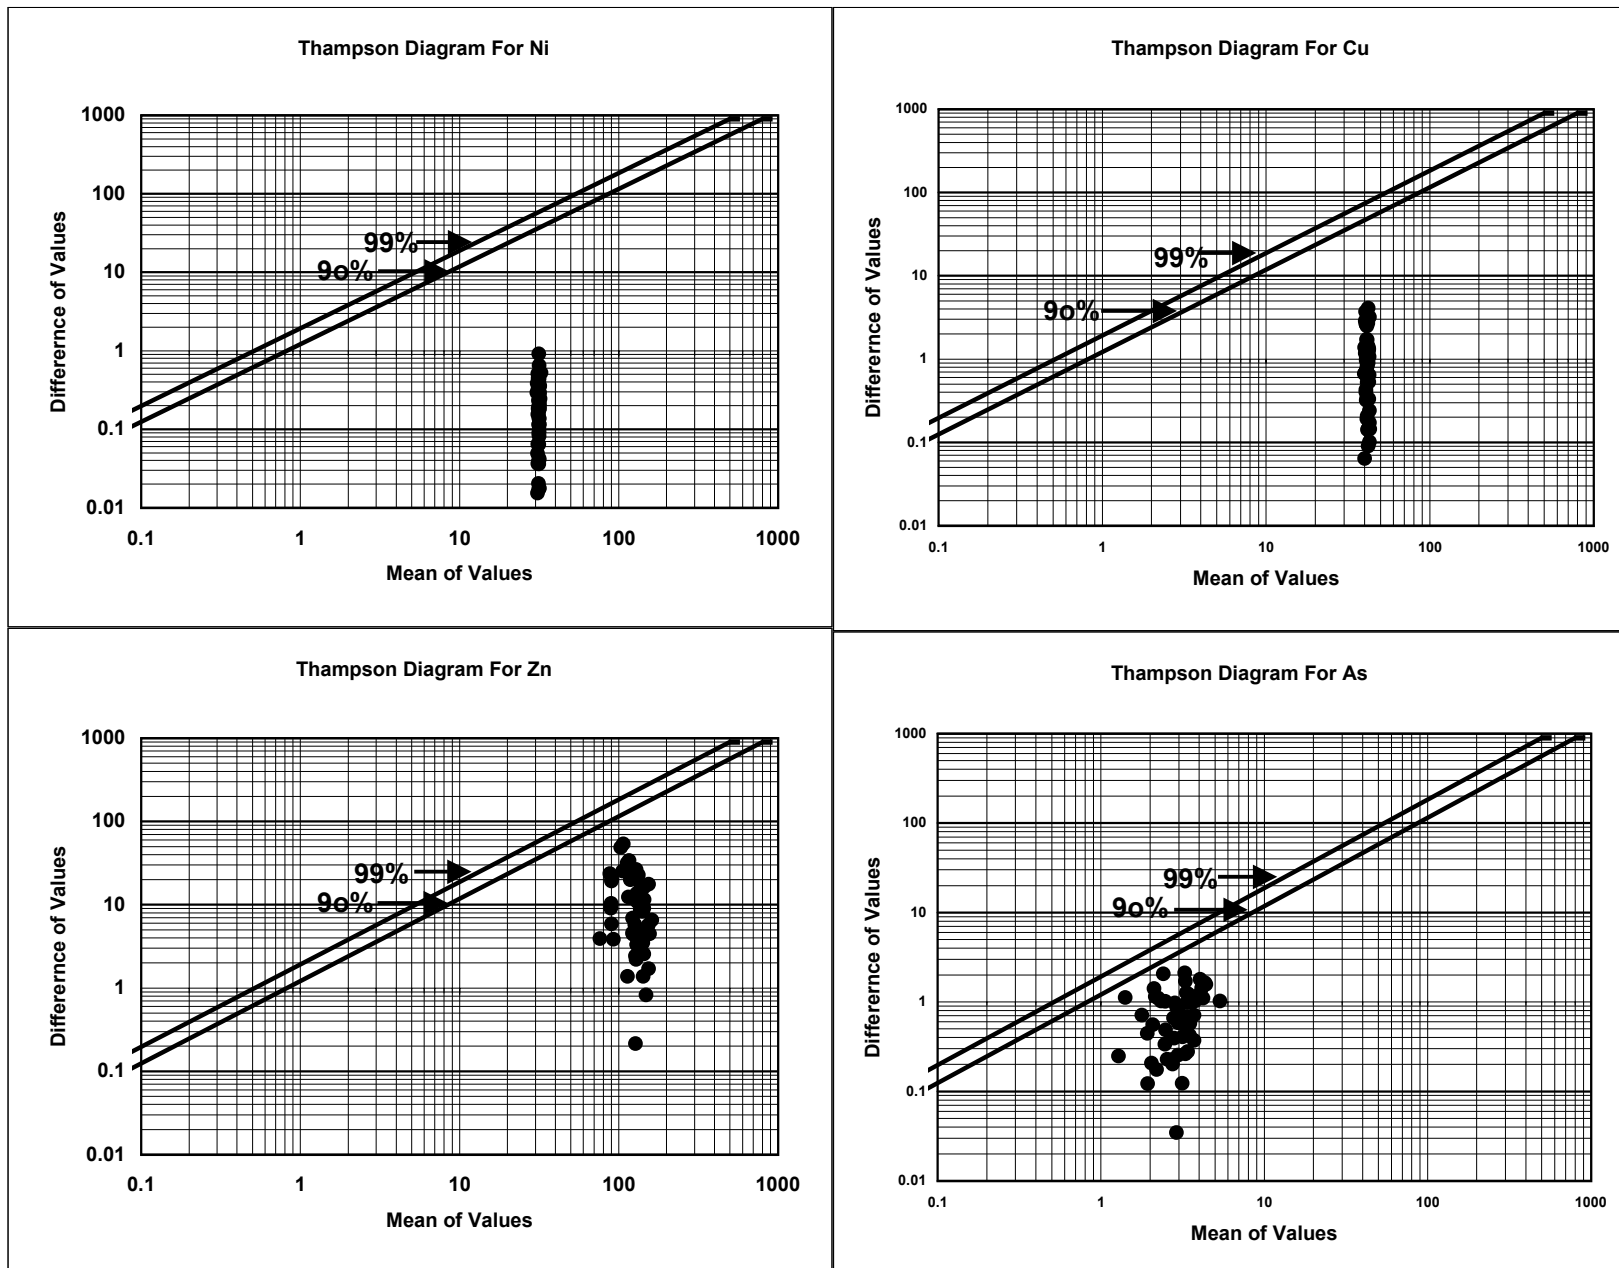 Thampson Diagram For Ni
1000
100
10
1
0.1
0.01
99%
9o%
0.1 1 10 100 1000
Mean of Values
Differernce of Values
Thampson Diagram For Cu
1000
100
10
1
0.1
0.01
99%
9o%
0.1 1 10 100 1000
Mean of Values
Differernce of Values
Thampson Diagram For Zn
1000
100
10
1
0.1
0.01
99%
9o%
0.1 1 10 100 1000
Mean of Values
Differernce of Values
Thampson Diagram For As
1000
100
10
1
0.1
0.01
99%
9o%
0.1 1 10 100 1000
Mean of Values
Differernce of Values